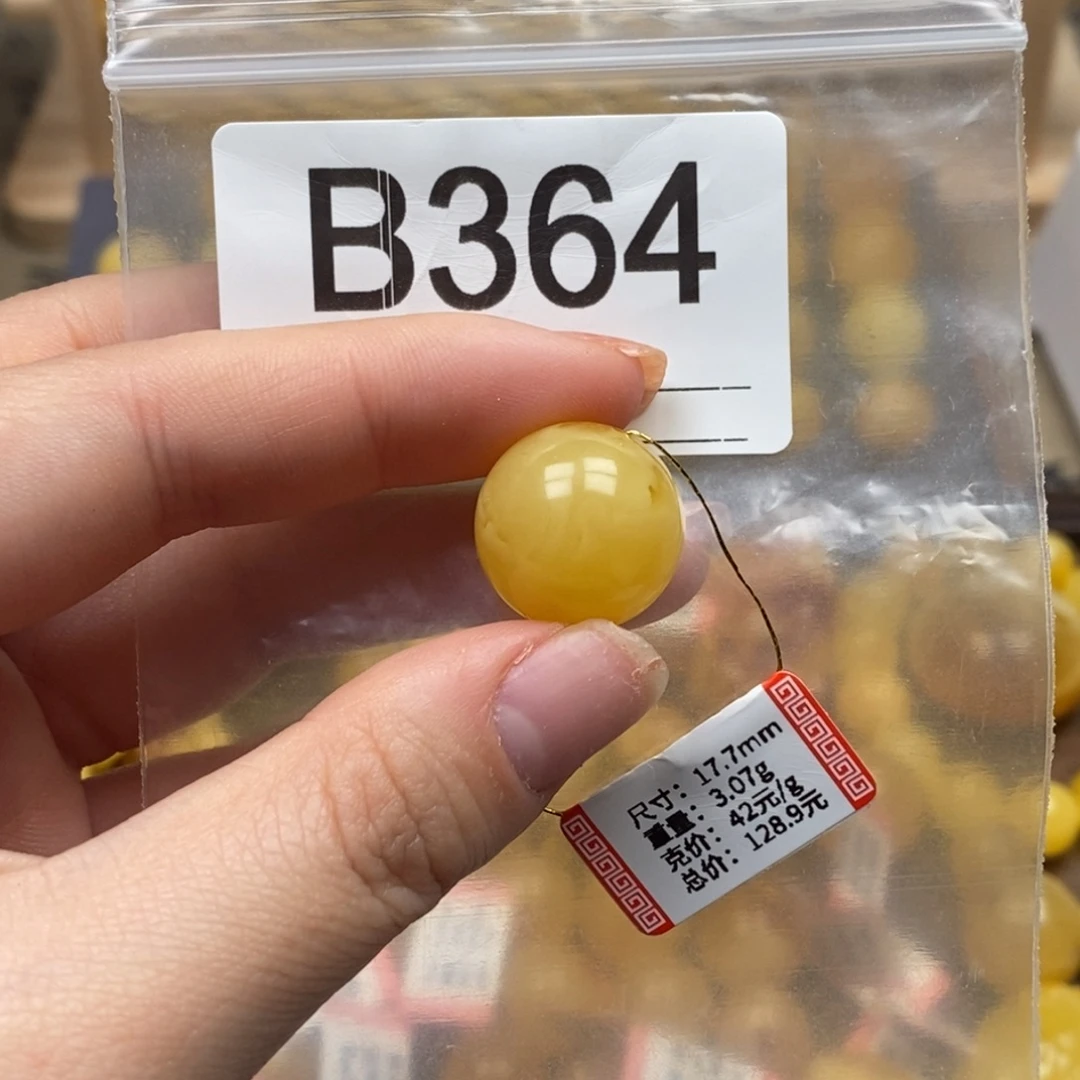 B364
尺寸：17.7mm
重量：3.07g
克价：42元/g
总价：128.9元